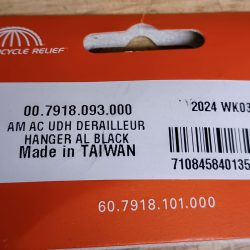 BICYCLE RELIEF
00.7918.093.000
2024 WK03
AM AC UDH DERAILLEUR
HANGER AL BLACK
Made in TAIWAN
710845840135
60.7918.101.000